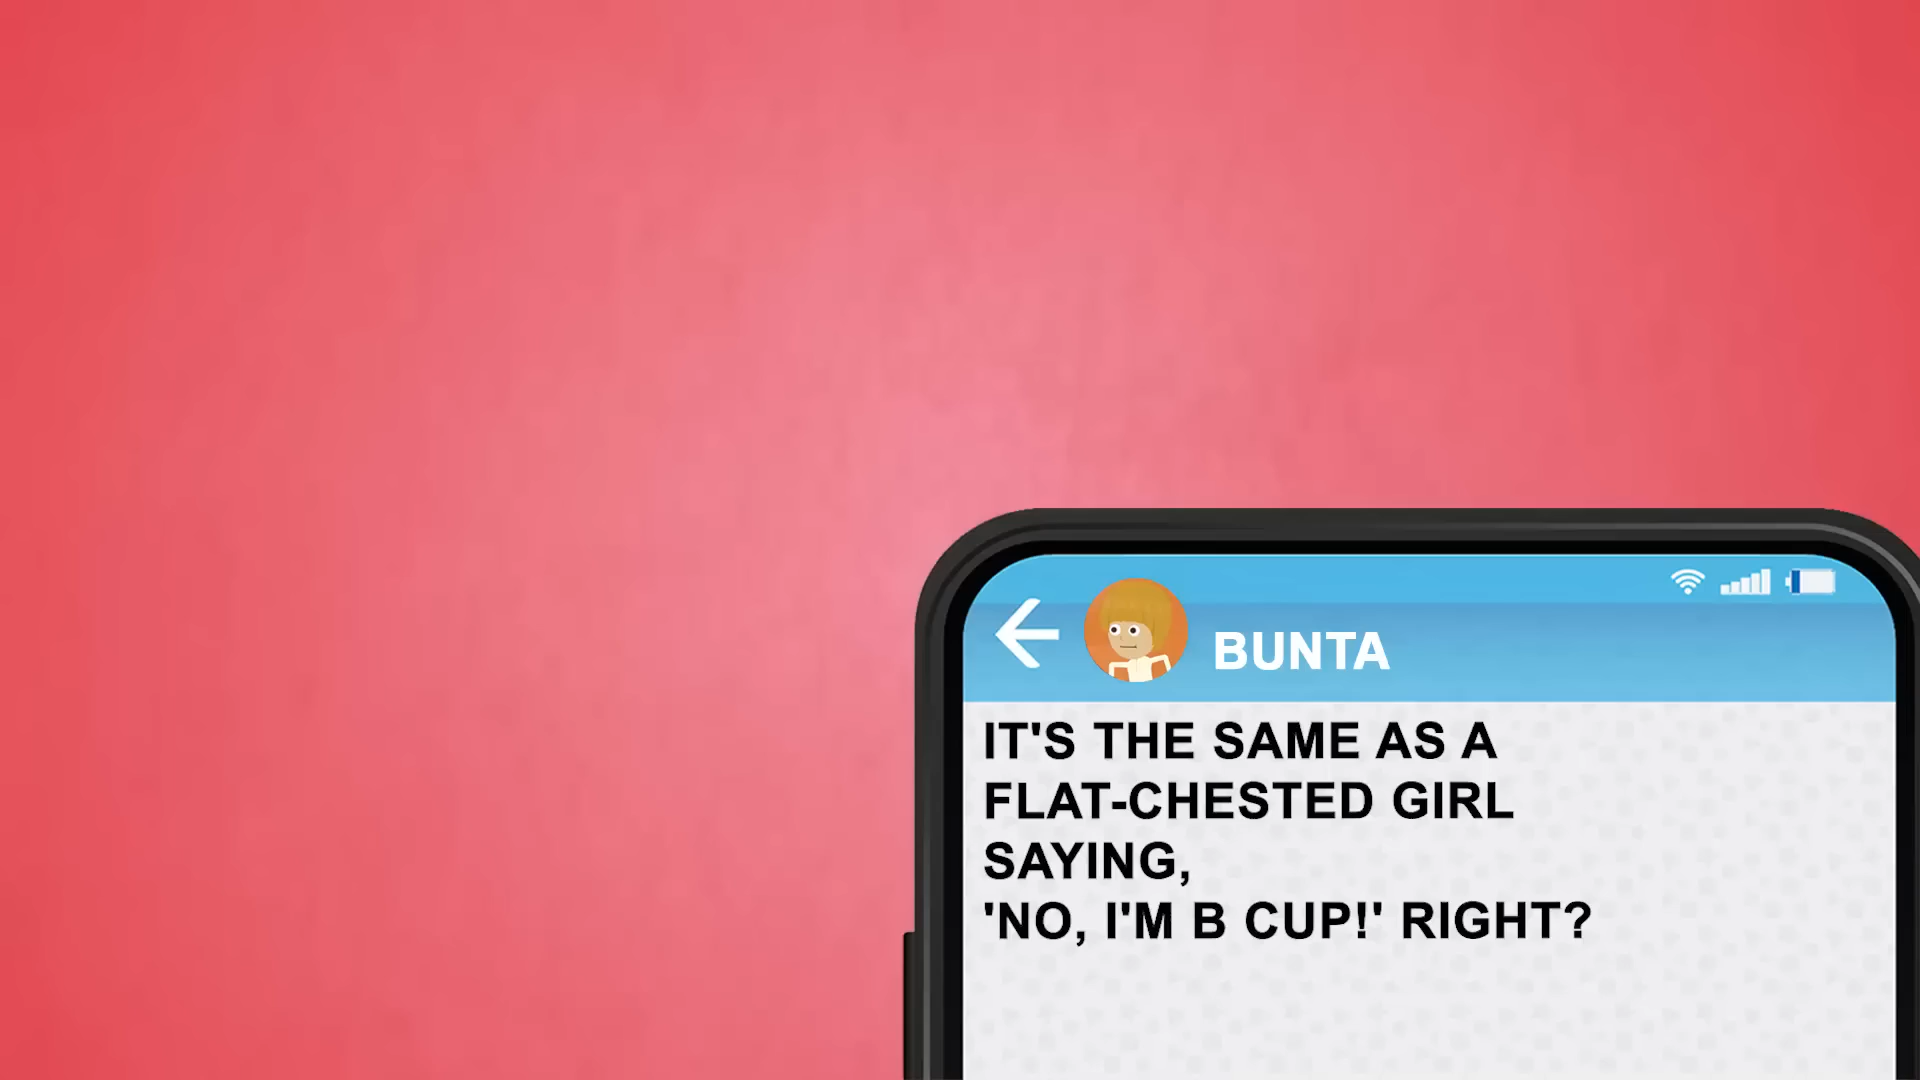 BUNTA
IT'S THE SAME AS A
FLAT-CHESTED GIRL
SAYING,
'NO, I'M B CUP!' RIGHT?